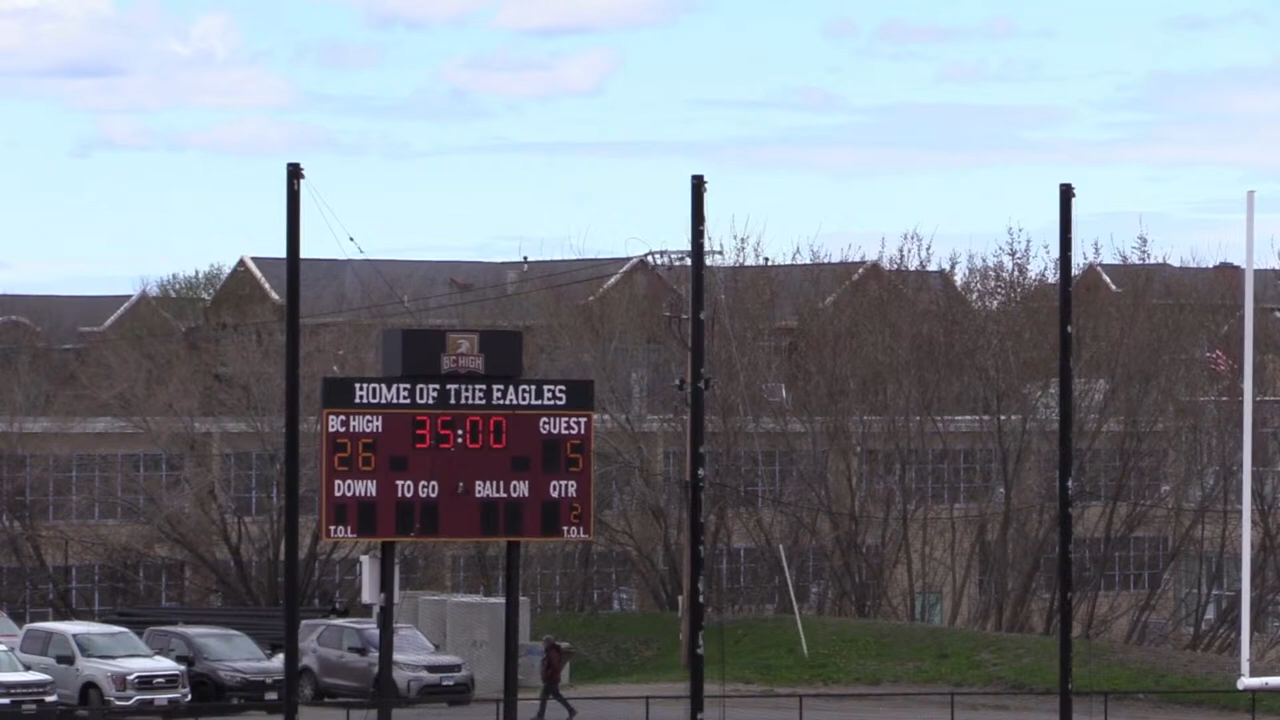 BC HIGH
HOME OF THE EAGLES
BC HIGH 35:00 GUEST
26 5
DOWN TO GO BALL ON QTR
2
T.O.L. T.O.L.